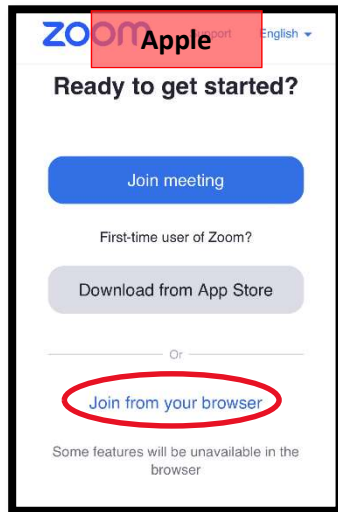 zoom Support English
Apple
Ready to get started?
Join meeting
First-time user of Zoom?
Download from App Store
Or
Join from your browser
Some features will be unavailable in the
browser